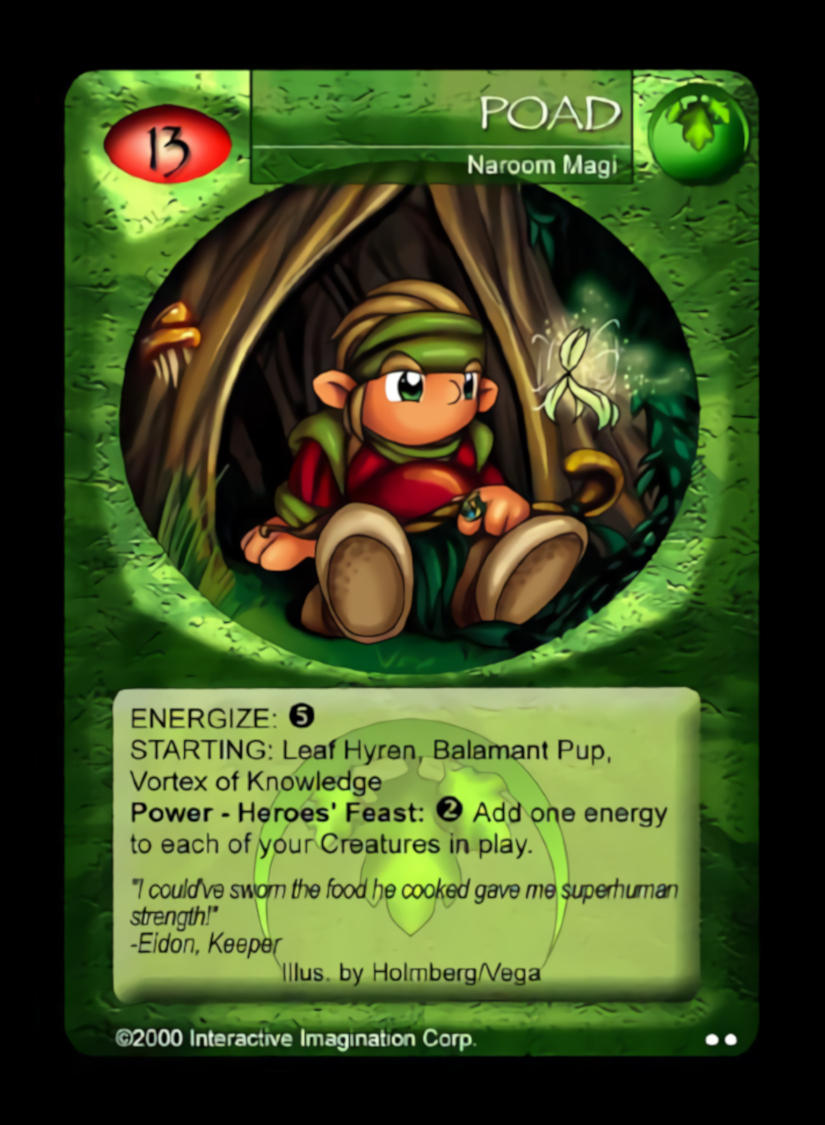 13
POAD
Naroom Magi
ENERGIZE: ❺
STARTING: Leaf Hyren, Balamant Pup,
Vortex of Knowledge
Power - Heroes' Feast: ❷ Add one energy
to each of your Creatures in play.
"I could've sworn the food he cooked gave me superhuman
strength!"
-Eidon, Keeper
Illus. by Holmberg/Vega
©2000 Interactive Imagination Corp.